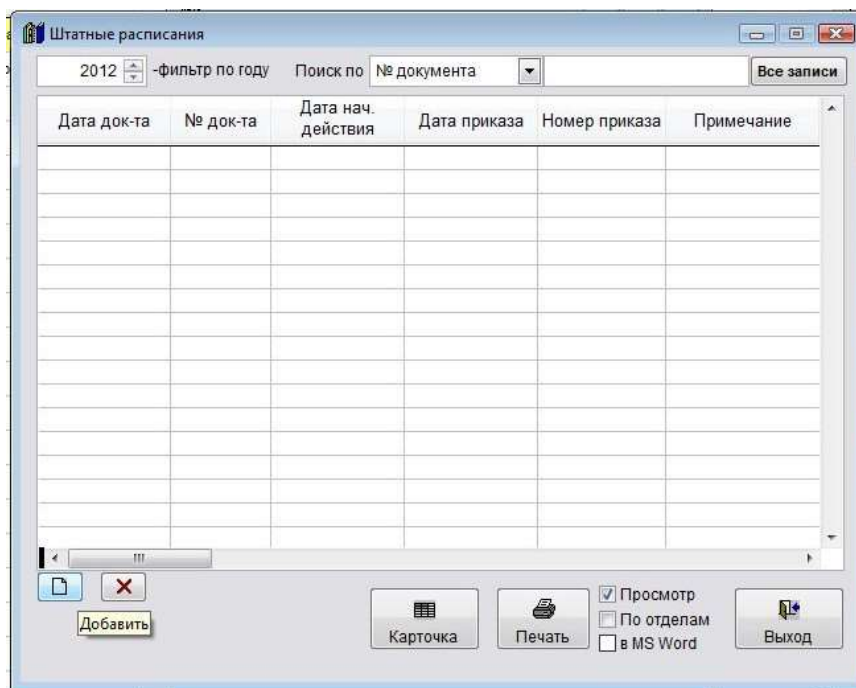 Штатные расписания
2012 -фильтр по году Поиск по № документа Все записи
Дата док-та № док-та Дата нач. действия Дата приказа Номер приказа Примечание
Добавить
Карточка
Печать
Просмотр
По отделам
в MS Word
Выход